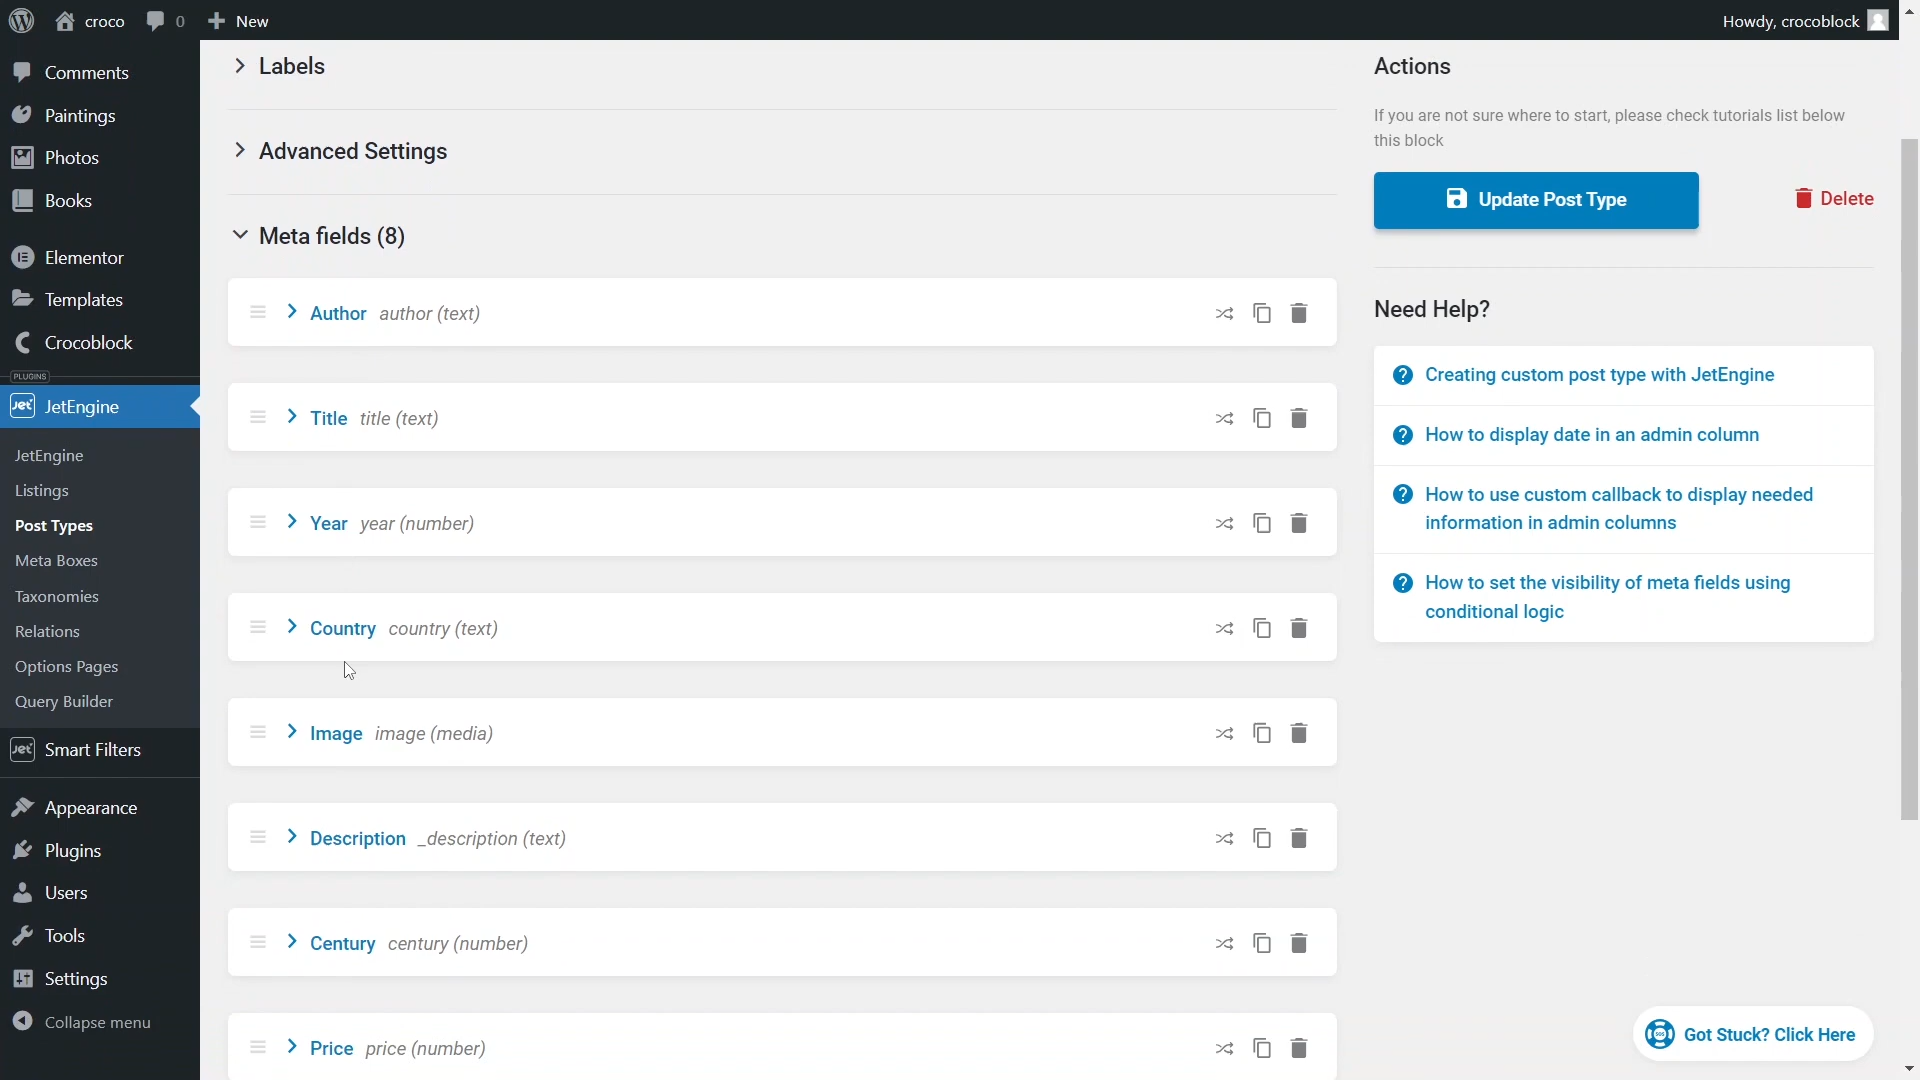 croco
0
New
Howdy, crocoblock
Comments
Paintings
Photos
Books
Elementor
Templates
Crocoblock
PLUGINS
Jet JetEngine
JetEngine
Listings
Post Types
Meta Boxes
Taxonomies
Relations
Options Pages
Query Builder
Jet Smart Filters
Appearance
Plugins
Users
Tools
Settings
Collapse menu
Labels
Advanced Settings
Meta fields (8)
Author author (text)
Title title (text)
Year year (number)
Country country (text)
Image image (media)
Description _description (text)
Century century (number)
Price price (number)
Actions
If you are not sure where to start, please check tutorials list below
this block
Update Post Type
Delete
Need Help?
Creating custom post type with JetEngine
How to display date in an admin column
How to use custom callback to display needed
information in admin columns
How to set the visibility of meta fields using
conditional logic
Got Stuck? Click Here